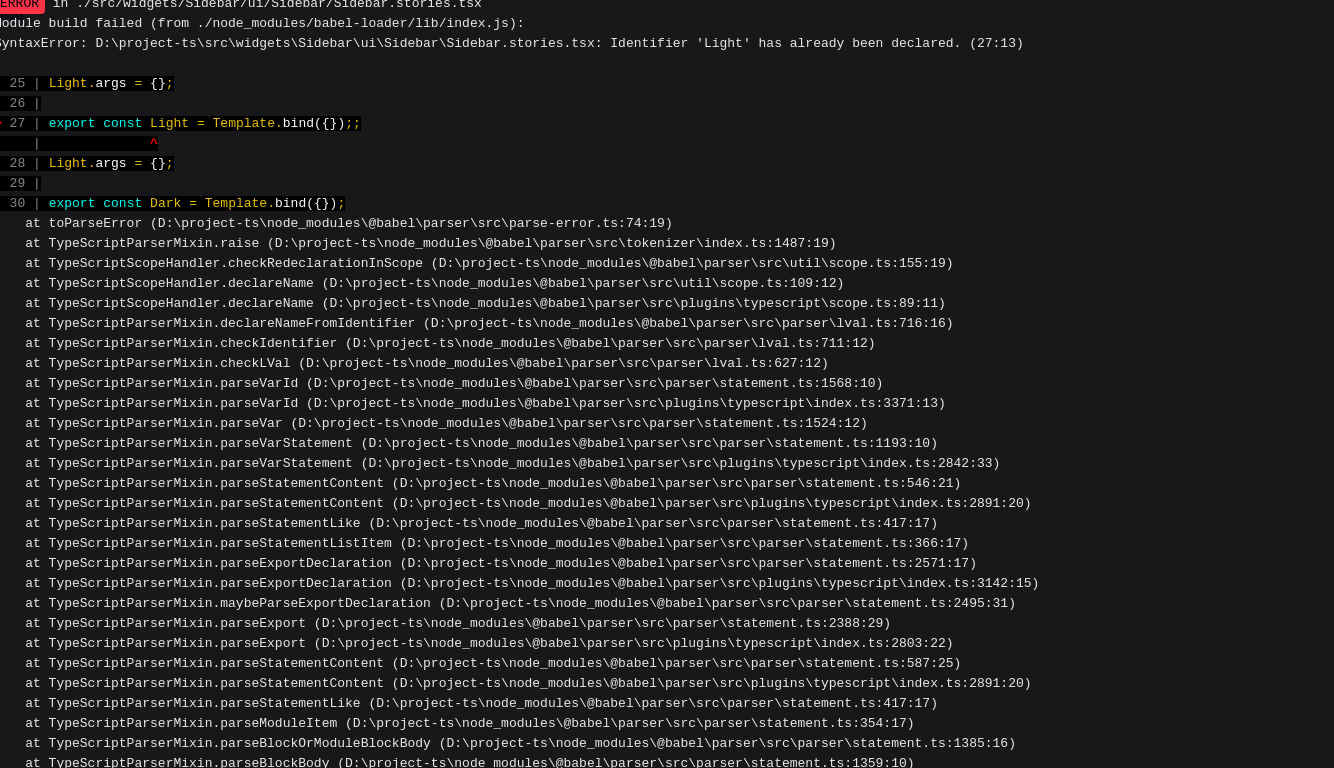 ERROR in ./src/widgets/Sidebar/ui/Sidebar/Sidebar.stories.tsx
Module build failed (from ./node_modules/babel-loader/lib/index.js):
SyntaxError: D:\project-ts\src\widgets\Sidebar\ui\Sidebar\Sidebar.stories.tsx: Identifier 'Light' has already been declared. (27:13)
25 | Light.args = {};
26 |
> 27 | export const Light = Template.bind({});;
| ^
28 | Light.args = {};
29 |
30 | export const Dark = Template.bind({});
at toParseError (D:\project-ts\node_modules\@babel\parser\src\parse-error.ts:74:19)
at TypeScriptParserMixin.raise (D:\project-ts\node_modules\@babel\parser\src\tokenizer\index.ts:1487:19)
at TypeScriptScopeHandler.checkRedeclarationInScope (D:\project-ts\node_modules\@babel\parser\src\util\scope.ts:155:19)
at TypeScriptScopeHandler.declareName (D:\project-ts\node_modules\@babel\parser\src\util\scope.ts:109:12)
at TypeScriptScopeHandler.declareName (D:\project-ts\node_modules\@babel\parser\src\plugins\typescript\scope.ts:89:11)
at TypeScriptParserMixin.declareNameFromIdentifier (D:\project-ts\node_modules\@babel\parser\src\parser\lval.ts:716:16)
at TypeScriptParserMixin.checkIdentifier (D:\project-ts\node_modules\@babel\parser\src\parser\lval.ts:711:12)
at TypeScriptParserMixin.checkLVal (D:\project-ts\node_modules\@babel\parser\src\parser\lval.ts:627:12)
at TypeScriptParserMixin.parseVarId (D:\project-ts\node_modules\@babel\parser\src\parser\statement.ts:1568:10)
at TypeScriptParserMixin.parseVarId (D:\project-ts\node_modules\@babel\parser\src\plugins\typescript\index.ts:3371:13)
at TypeScriptParserMixin.parseVar (D:\project-ts\node_modules\@babel\parser\src\parser\statement.ts:1524:12)
at TypeScriptParserMixin.parseVarStatement (D:\project-ts\node_modules\@babel\parser\src\parser\statement.ts:1193:10)
at TypeScriptParserMixin.parseVarStatement (D:\project-ts\node_modules\@babel\parser\src\plugins\typescript\index.ts:2842:33)
at TypeScriptParserMixin.parseStatementContent (D:\project-ts\node_modules\@babel\parser\src\parser\statement.ts:546:21)
at TypeScriptParserMixin.parseStatementContent (D:\project-ts\node_modules\@babel\parser\src\plugins\typescript\index.ts:2891:20)
at TypeScriptParserMixin.parseStatementLike (D:\project-ts\node_modules\@babel\parser\src\parser\statement.ts:417:17)
at TypeScriptParserMixin.parseStatementListItem (D:\project-ts\node_modules\@babel\parser\src\parser\statement.ts:366:17)
at TypeScriptParserMixin.parseExportDeclaration (D:\project-ts\node_modules\@babel\parser\src\parser\statement.ts:2571:17)
at TypeScriptParserMixin.parseExportDeclaration (D:\project-ts\node_modules\@babel\parser\src\plugins\typescript\index.ts:3142:15)
at TypeScriptParserMixin.maybeParseExportDeclaration (D:\project-ts\node_modules\@babel\parser\src\parser\statement.ts:2495:31)
at TypeScriptParserMixin.parseExport (D:\project-ts\node_modules\@babel\parser\src\parser\statement.ts:2388:29)
at TypeScriptParserMixin.parseExport (D:\project-ts\node_modules\@babel\parser\src\plugins\typescript\index.ts:2803:22)
at TypeScriptParserMixin.parseStatementContent (D:\project-ts\node_modules\@babel\parser\src\parser\statement.ts:587:25)
at TypeScriptParserMixin.parseStatementContent (D:\project-ts\node_modules\@babel\parser\src\plugins\typescript\index.ts:2891:20)
at TypeScriptParserMixin.parseStatementLike (D:\project-ts\node_modules\@babel\parser\src\parser\statement.ts:417:17)
at TypeScriptParserMixin.parseModuleItem (D:\project-ts\node_modules\@babel\parser\src\parser\statement.ts:354:17)
at TypeScriptParserMixin.parseBlockOrModuleBlockBody (D:\project-ts\node_modules\@babel\parser\src\parser\statement.ts:1385:16)
at TypeScriptParserMixin.parseBlockBody (D:\project-ts\node_modules\@babel\parser\src\parser\statement.ts:1359:10)